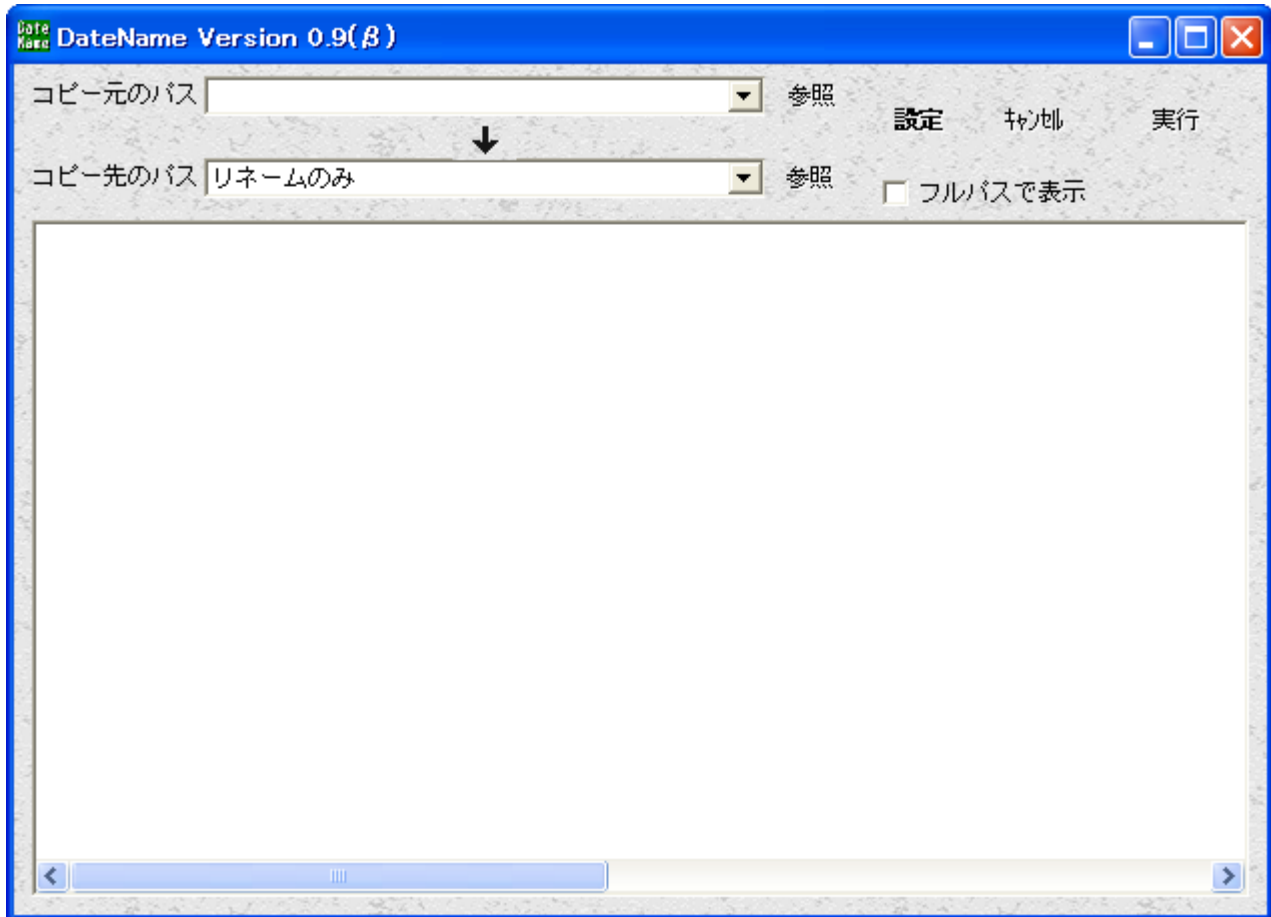 Date Name DateName Version 0.9(β)
コピー元のパス 参照
設定 ｷｬﾝｾﾙ 実行
コピー先のパス リネームのみ 参照
フルパスで表示